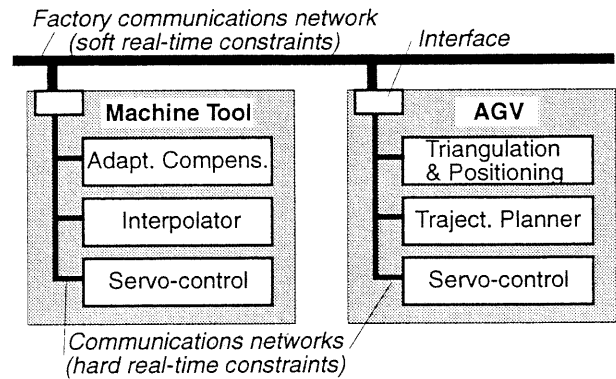 Factory communications network
(soft real-time constraints)
Interface
Machine Tool
Adapt. Compens.
Interpolator
Servo-control
AGV
Triangulation
& Positioning
Traject. Planner
Servo-control
Communications networks
(hard real-time constraints)